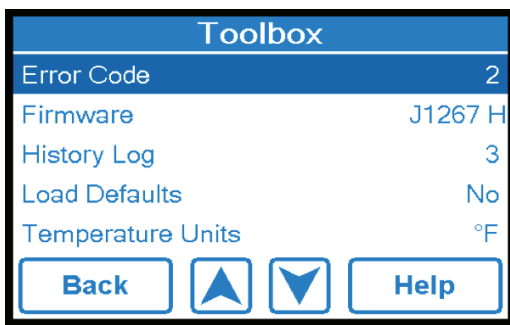 Toolbox
Error Code 2
Firmware J1267 H
History Log 3
Load Defaults No
Temperature Units °F
Back Help